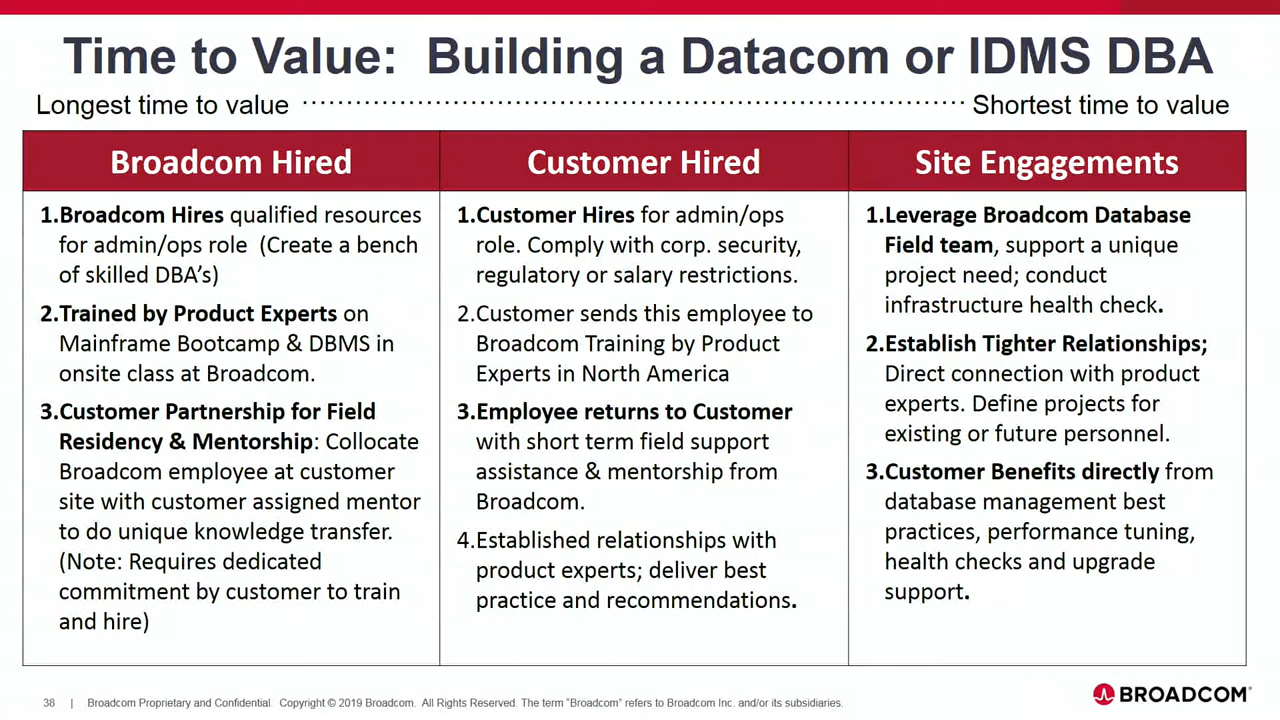 Time to Value:  Building a Datacom or IDMS DBA
Longest time to value
Shortest time to value
Broadcom Hired
1.Broadcom Hires qualified resources
for admin/ops role  (Create a bench
of skilled DBA's)
2.Trained by Product Experts on
Mainframe Bootcamp & DBMS in
onsite class at Broadcom.
3.Customer Partnership for Field
Residency & Mentorship: Collocate
Broadcom employee at customer
site with customer assigned mentor
to do unique knowledge transfer.
(Note: Requires dedicated
commitment by customer to train
and hire)
Customer Hired
1.Customer Hires for admin/ops
role. Comply with corp. security,
regulatory or salary restrictions.
2.Customer sends this employee to
Broadcom Training by Product
Experts in North America
3.Employee returns to Customer
with short term field support
assistance & mentorship from
Broadcom.
4.Established relationships with
product experts; deliver best
practice and recommendations.
Site Engagements
1.Leverage Broadcom Database
Field team, support a unique
project need; conduct
infrastructure health check.
2.Establish Tighter Relationships;
Direct connection with product
experts. Define projects for
existing or future personnel.
3.Customer Benefits directly from
database management best
practices, performance tuning,
health checks and upgrade
support.
38 | Broadcom Proprietary and Confidential.  Copyright © 2019 Broadcom.  All Rights Reserved. The term "Broadcom" refers to Broadcom Inc. and/or its subsidiaries.
BROADCOM®